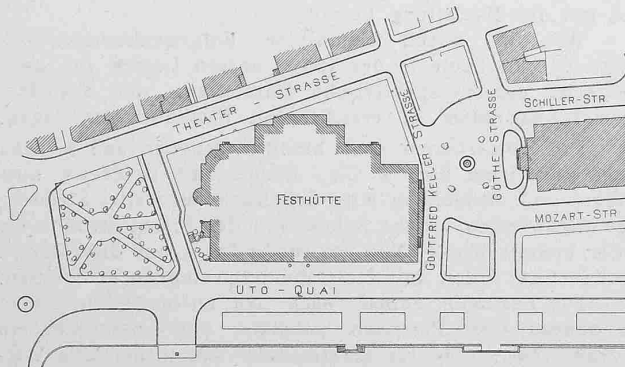 THEATER - STRASSE
SCHILLER-STR.
GOTTFRIED KELLER-STRASSE
GÖTHE-STRASSE
FESTHÜTTE
MOZART-STR.
UTO-QUAI